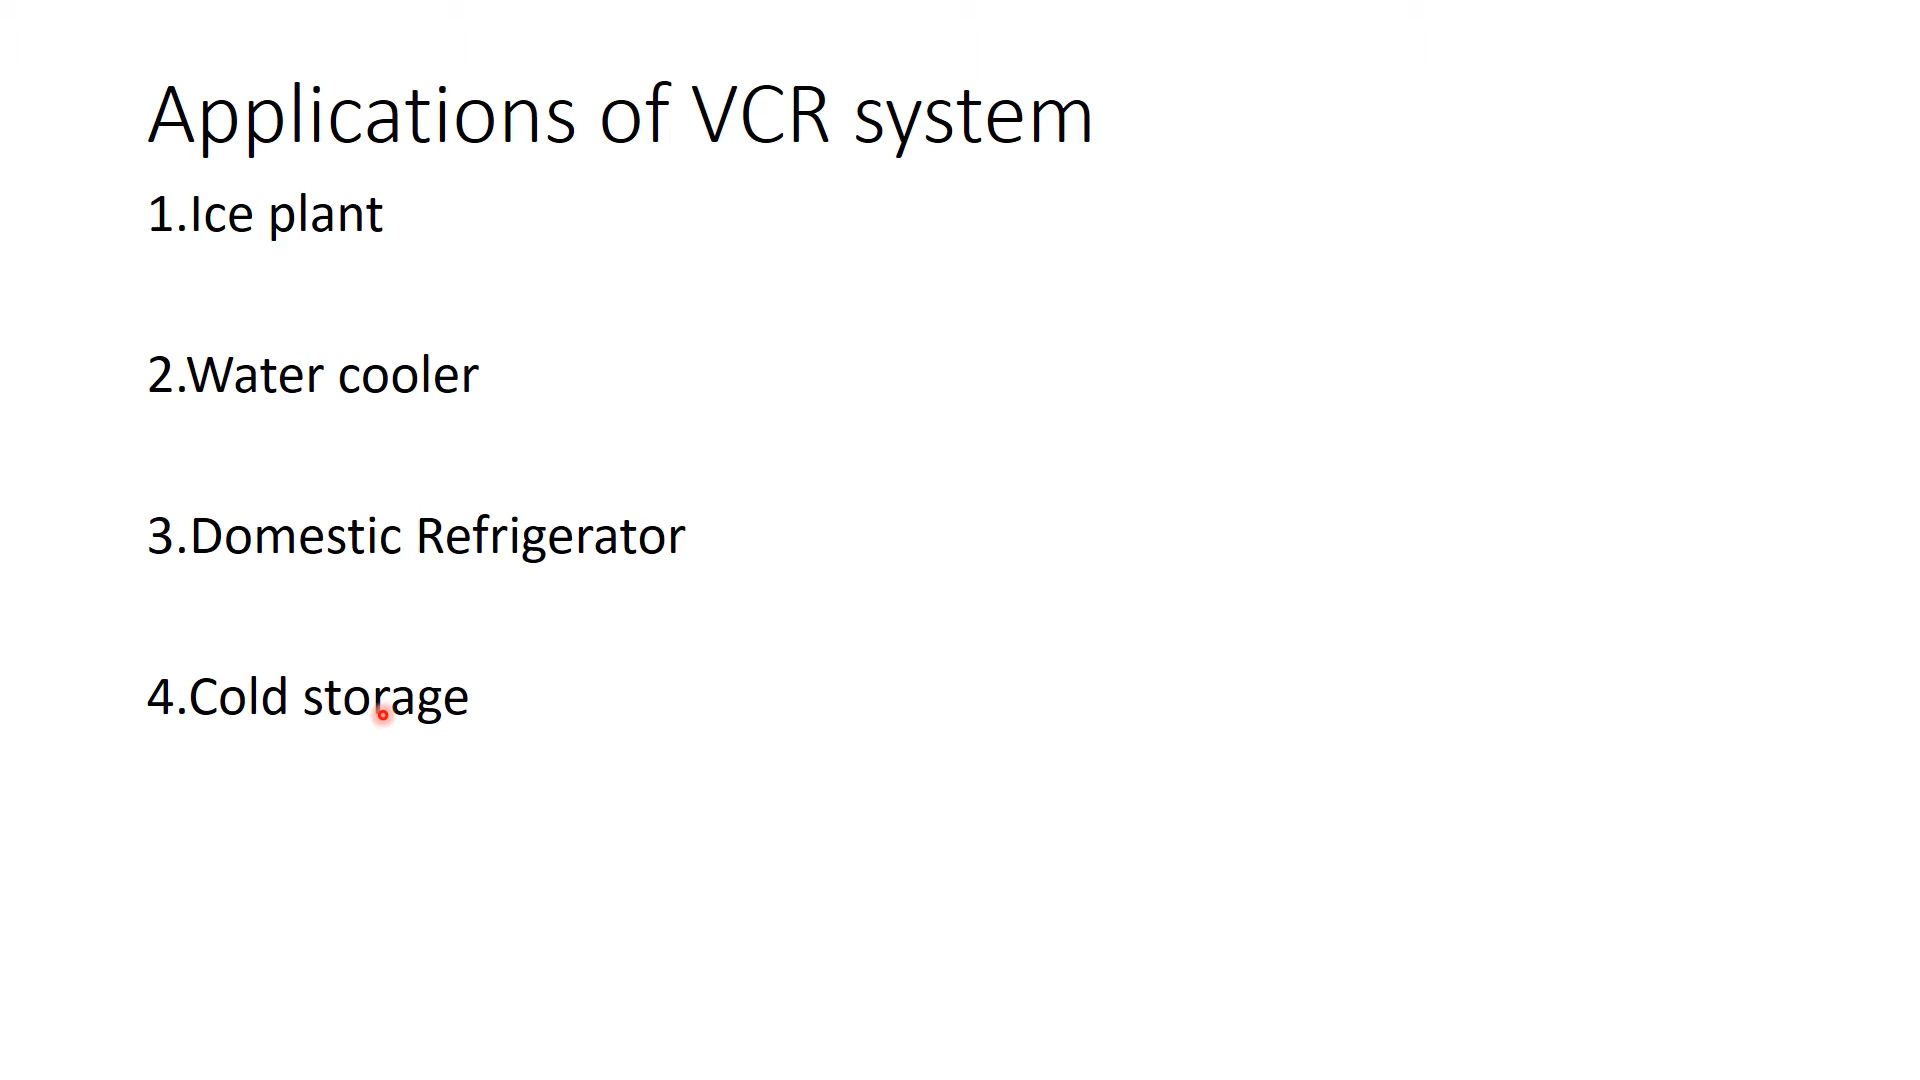 Applications of VCR system
1.Ice plant
2.Water cooler
3.Domestic Refrigerator
4.Cold storage